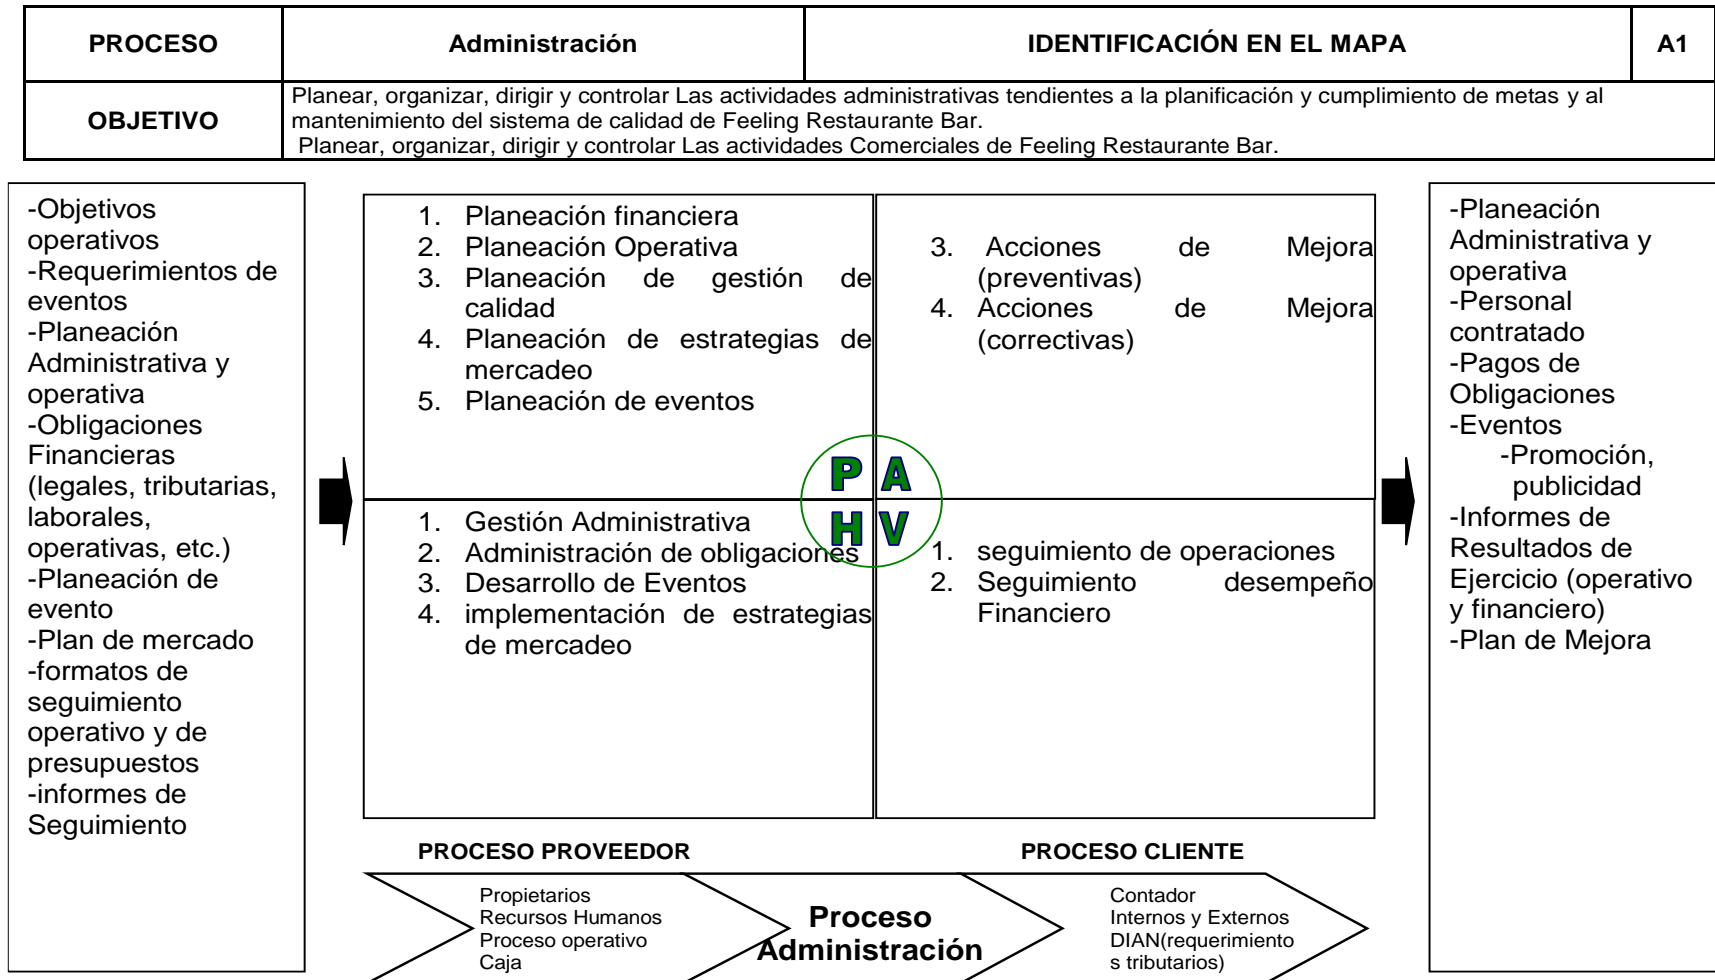 PROCESO
Administración
IDENTIFICACIÓN EN EL MAPA
A1
OBJETIVO
Planear, organizar, dirigir y controlar Las actividades administrativas tendientes a la planificación y cumplimiento de metas y al
mantenimiento del sistema de calidad de Feeling Restaurante Bar.
Planear, organizar, dirigir y controlar Las actividades Comerciales de Feeling Restaurante Bar.
-Objetivos
operativos
-Requerimientos de
eventos
-Planeación
Administrativa y
operativa
-Obligaciones
Financieras
(legales, tributarias,
laborales,
operativas, etc.)
-Planeación de
evento
-Plan de mercado
-formatos de
seguimiento
operativo y de
presupuestos
-informes de
Seguimiento
1. Planeación financiera
2. Planeación Operativa
3. Planeación de gestión de
calidad
4. Planeación de estrategias de
mercadeo
5. Planeación de eventos
3. Acciones de Mejora
(preventivas)
4. Acciones de Mejora
(correctivas)
P A
H V
1. Gestión Administrativa
2. Administración de obligaciones
3. Desarrollo de Eventos
4. implementación de estrategias
de mercadeo
1. seguimiento de operaciones
2. Seguimiento desempeño
Financiero
-Planeación
Administrativa y
operativa
-Personal
contratado
-Pagos de
Obligaciones
-Eventos
-Promoción,
publicidad
-Informes de
Resultados de
Ejercicio (operativo
y financiero)
-Plan de Mejora
PROCESO PROVEEDOR
PROCESO CLIENTE
Propietarios
Recursos Humanos
Proceso operativo
Caja
Proceso
Administración
Contador
Internos y Externos
DIAN(requerimiento
s tributarios)